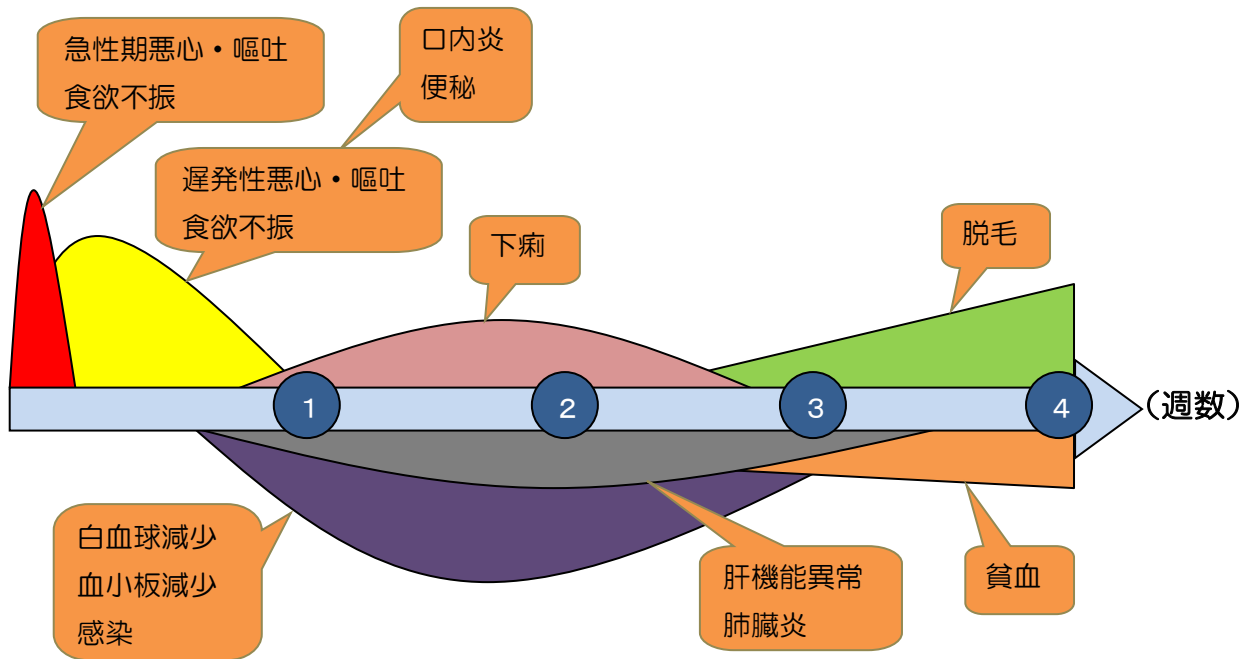 急性期悪心・嘔吐
食欲不振
口内炎
便秘
遅発性悪心・嘔吐
食欲不振
下痢
脱毛
1
2
3
4
（週数）
白血球減少
血小板減少
感染
肝機能異常
肺臓炎
貧血